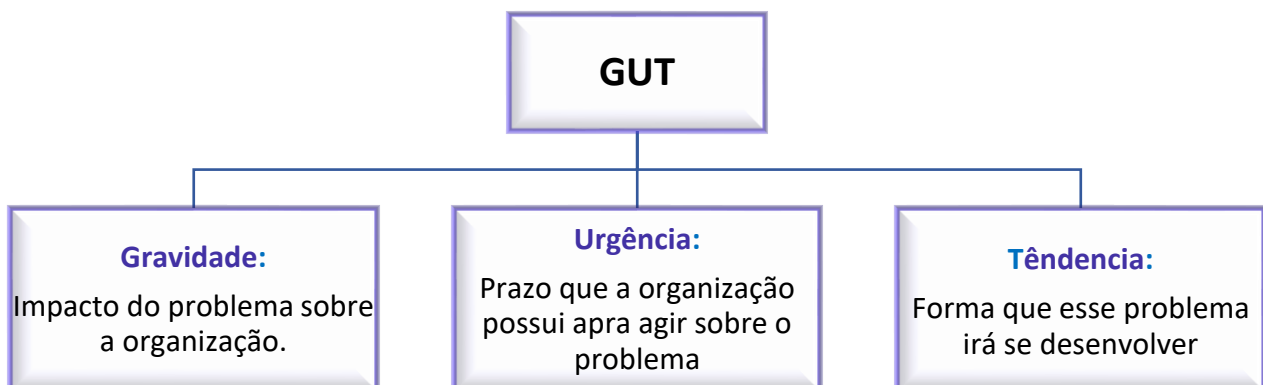 GUT
Gravidade:
Impacto do problema sobre
a organização.
Urgência:
Prazo que a organização
possui apra agir sobre o
problema
Têndencia:
Forma que esse problema
irá se desenvolver